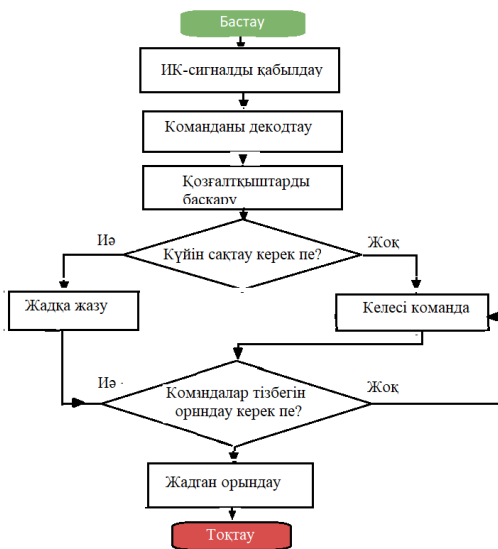 Бастау
ИК-сигналды қабылдау
Команданы декодтау
Қозғалтқыштарды
басқару
Иә
Күйін сақтау керек пе?
Жоқ
Жадқа жазу
Келесі команда
Иә
Командалар тізбегін
орындау керек пе?
Жоқ
Жадтан орындау
Тоқтау